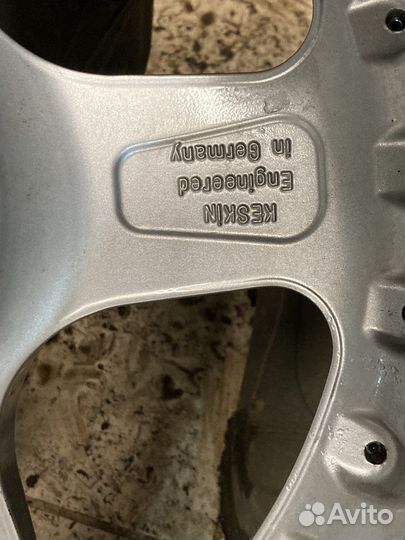 KESKIN
Engineered
in Germany
Avito